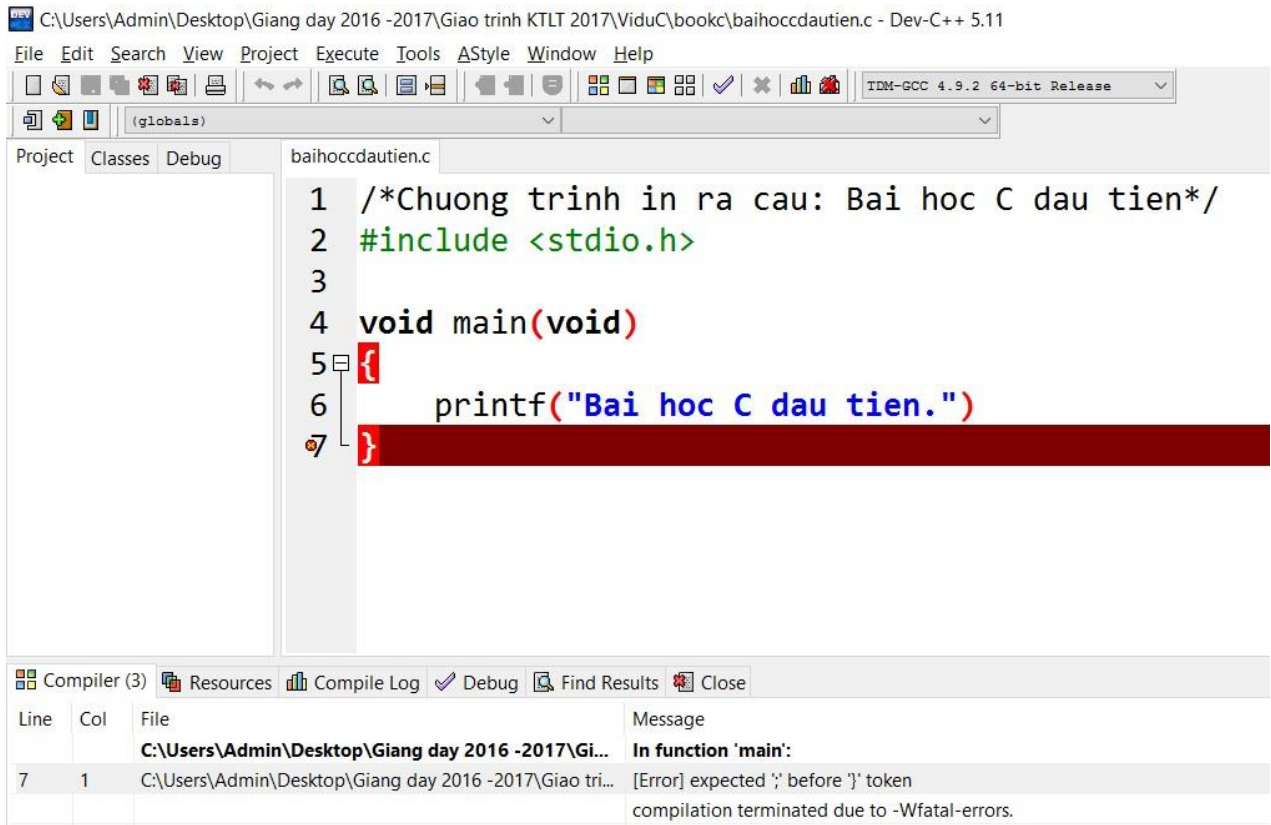 C:\Users\Admin\Desktop\Giang day 2016 -2017\Giao trinh KTLT 2017\ViduC\bookc\baihoccdautien.c - Dev-C++ 5.11
File Edit Search View Project Execute Tools AStyle Window Help
TDM-GCC 4.9.2 64-bit Release
(globals)
Project Classes Debug baihoccdautien.c
1 /*Chuong trinh in ra cau: Bai hoc C dau tien*/
2 #include <stdio.h>
3
4 void main(void)
5 {
6 printf("Bai hoc C dau tien.")
7 }
Compiler (3) Resources Compile Log Debug Find Results Close
Line Col File Message
C:\Users\Admin\Desktop\Giang day 2016 -2017\Gi... In function 'main':
7 1 C:\Users\Admin\Desktop\Giang day 2016 -2017\Giao tri... [Error] expected ';' before '}' token
compilation terminated due to -Wfatal-errors.